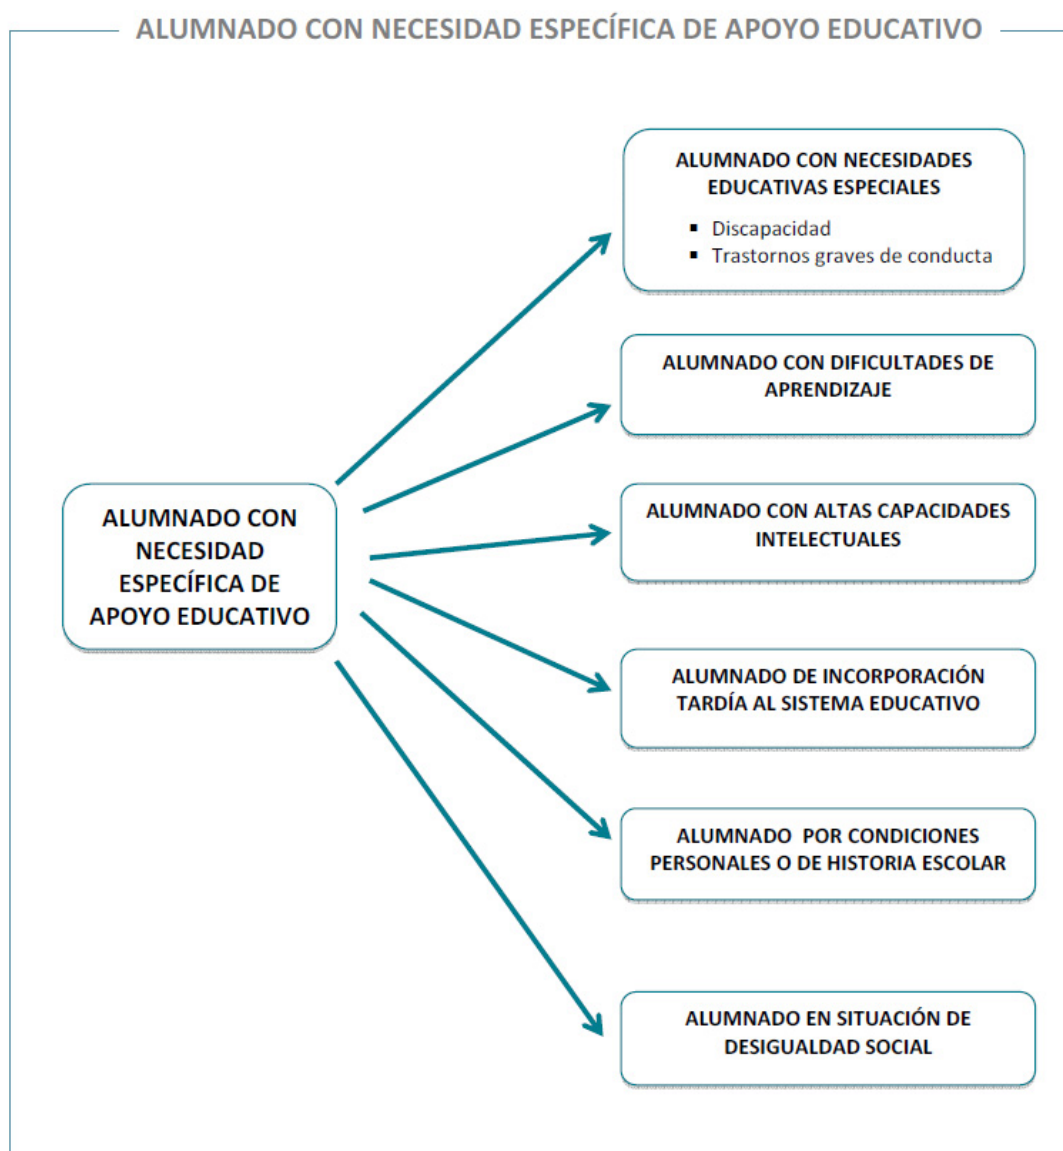 ALUMNADO CON NECESIDAD ESPECÍFICA DE APOYO EDUCATIVO
ALUMNADO CON NECESIDADES
EDUCATIVAS ESPECIALES
▪ Discapacidad
▪ Trastornos graves de conducta
ALUMNADO CON DIFICULTADES DE
APRENDIZAJE
ALUMNADO CON
NECESIDAD
ESPECÍFICA DE
APOYO EDUCATIVO
ALUMNADO CON ALTAS CAPACIDADES
INTELECTUALES
ALUMNADO DE INCORPORACIÓN
TARDÍA AL SISTEMA EDUCATIVO
ALUMNADO POR CONDICIONES
PERSONALES O DE HISTORIA ESCOLAR
ALUMNADO EN SITUACIÓN DE
DESIGUALDAD SOCIAL